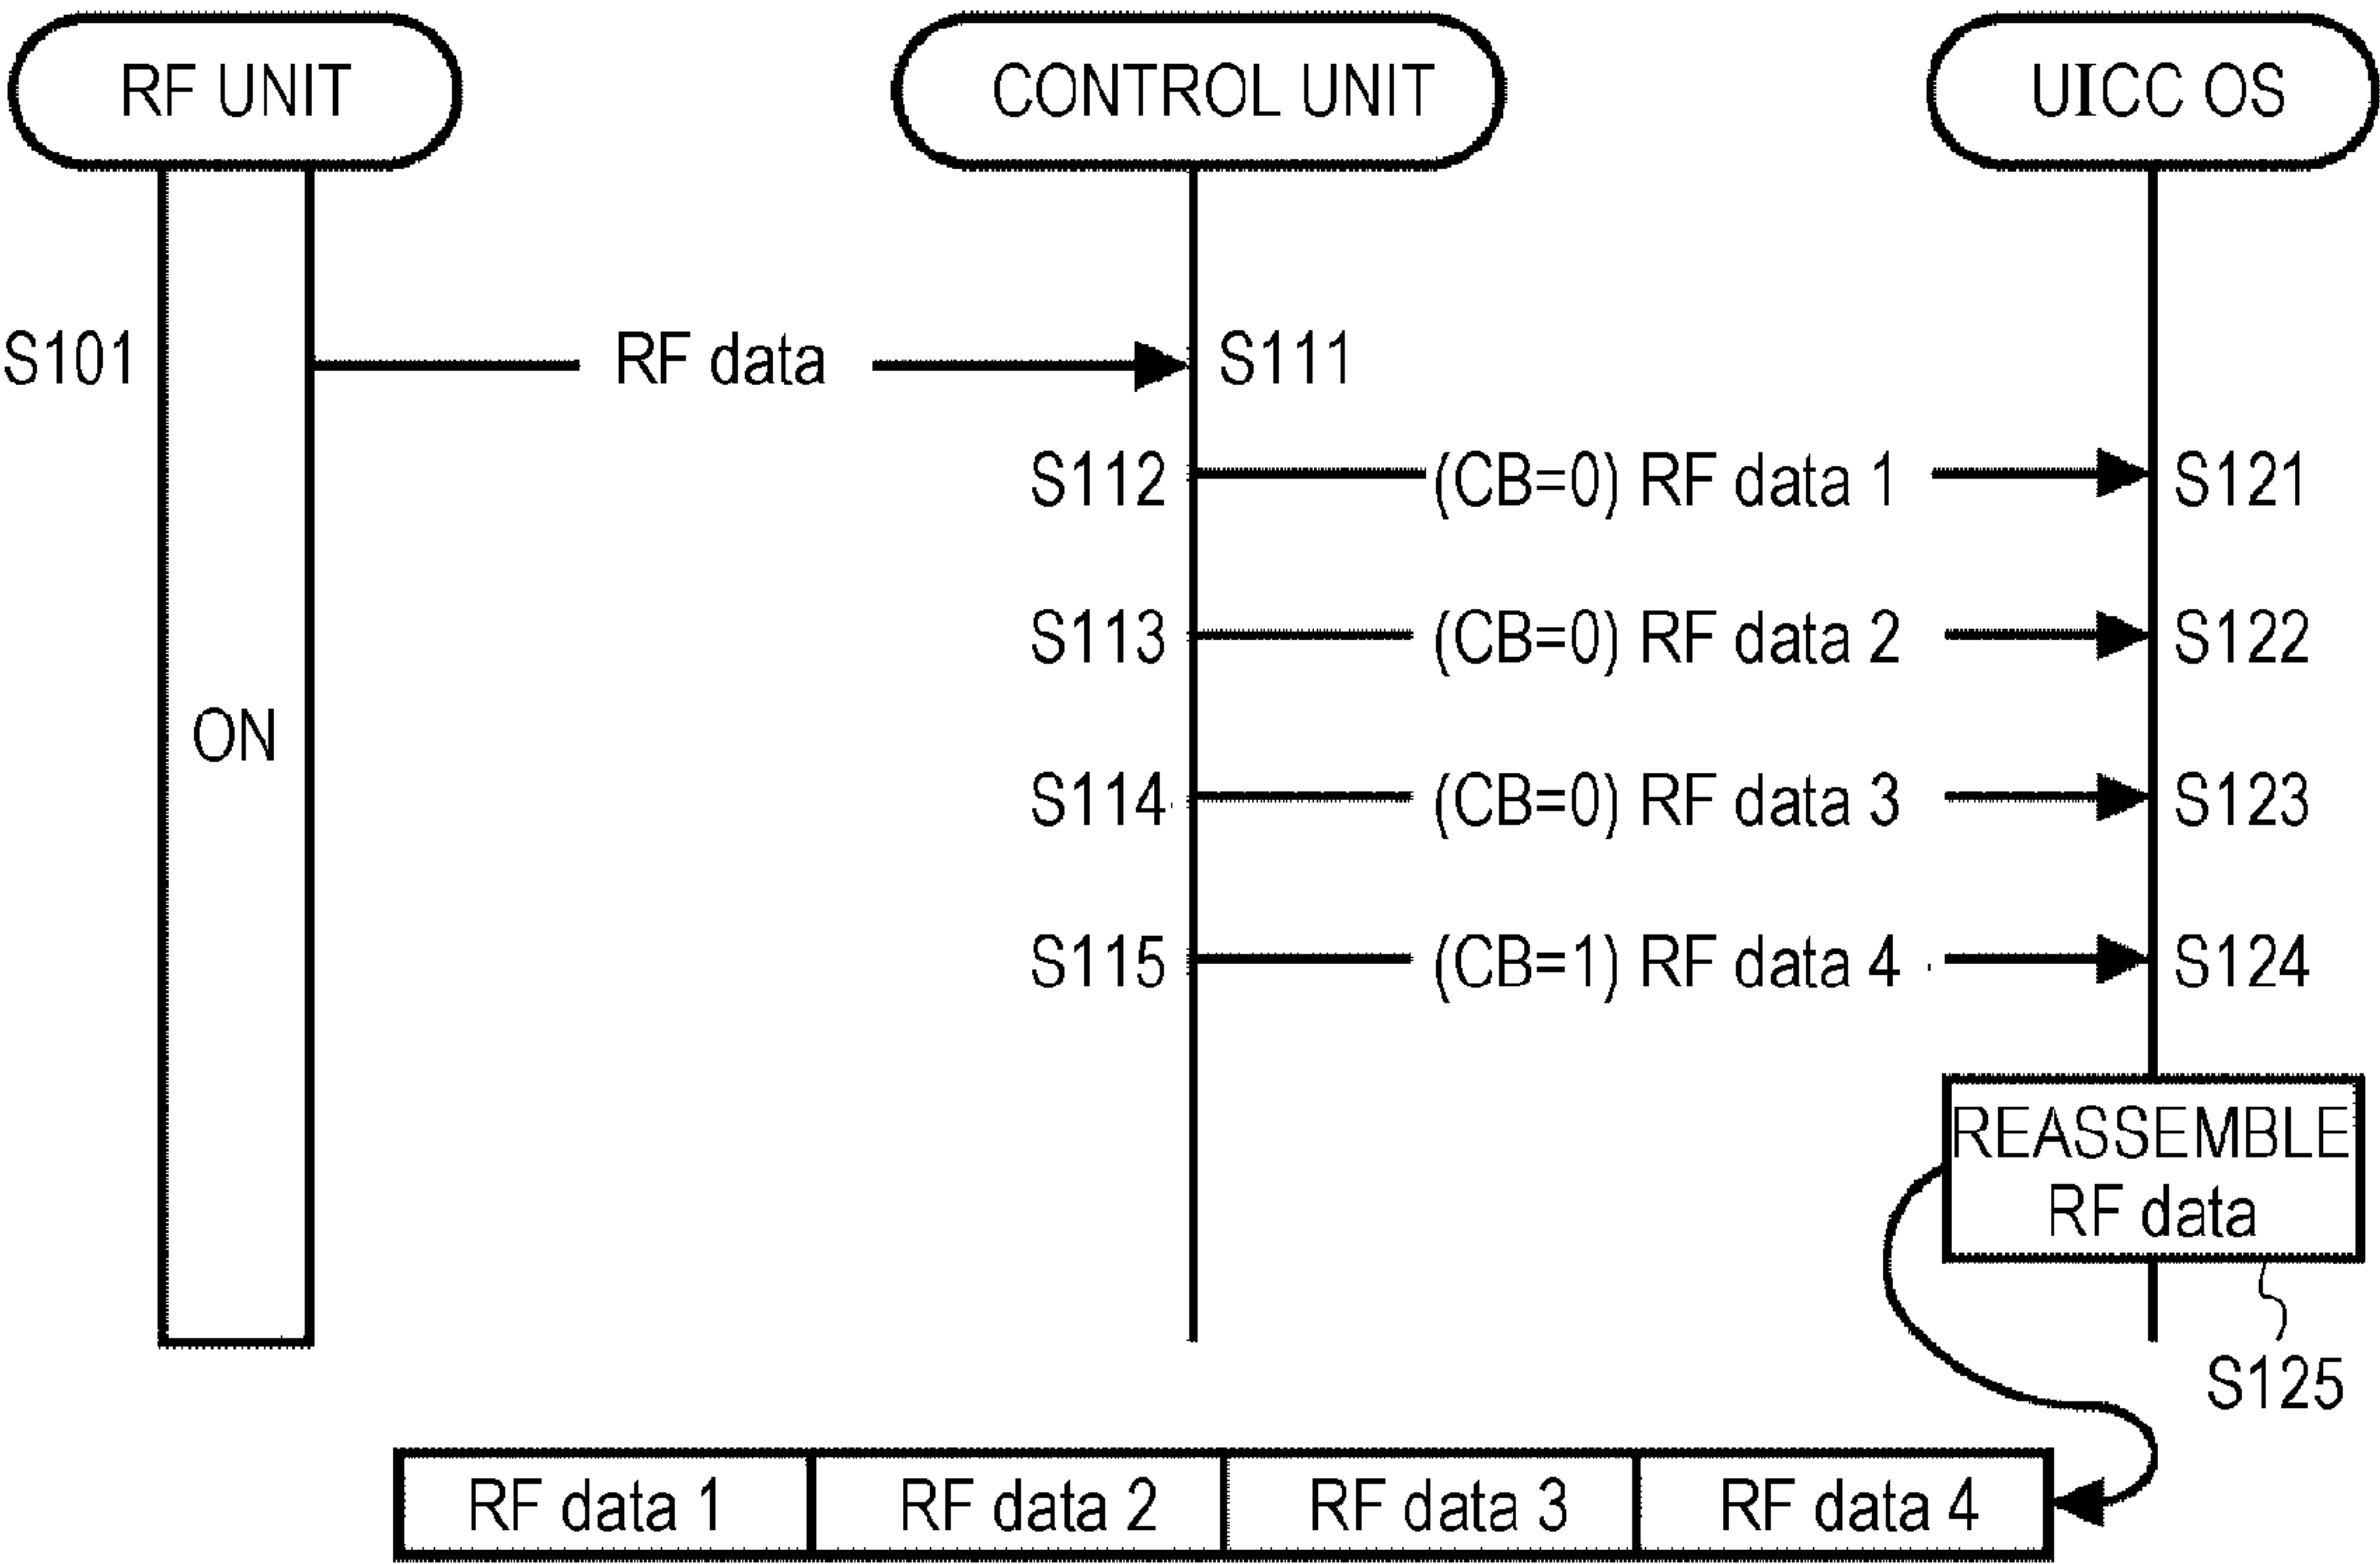 RF UNIT
CONTROL UNIT
UICC OS
S101
RF data
S111
S112
(CB=0) RF data 1
S121
S113
(CB=0) RF data 2
S122
ON
S114
(CB=0) RF data 3
S123
S115
(CB=1) RF data 4
S124
REASSEMBLE
RF data
S125
RF data 1
RF data 2
RF data 3
RF data 4